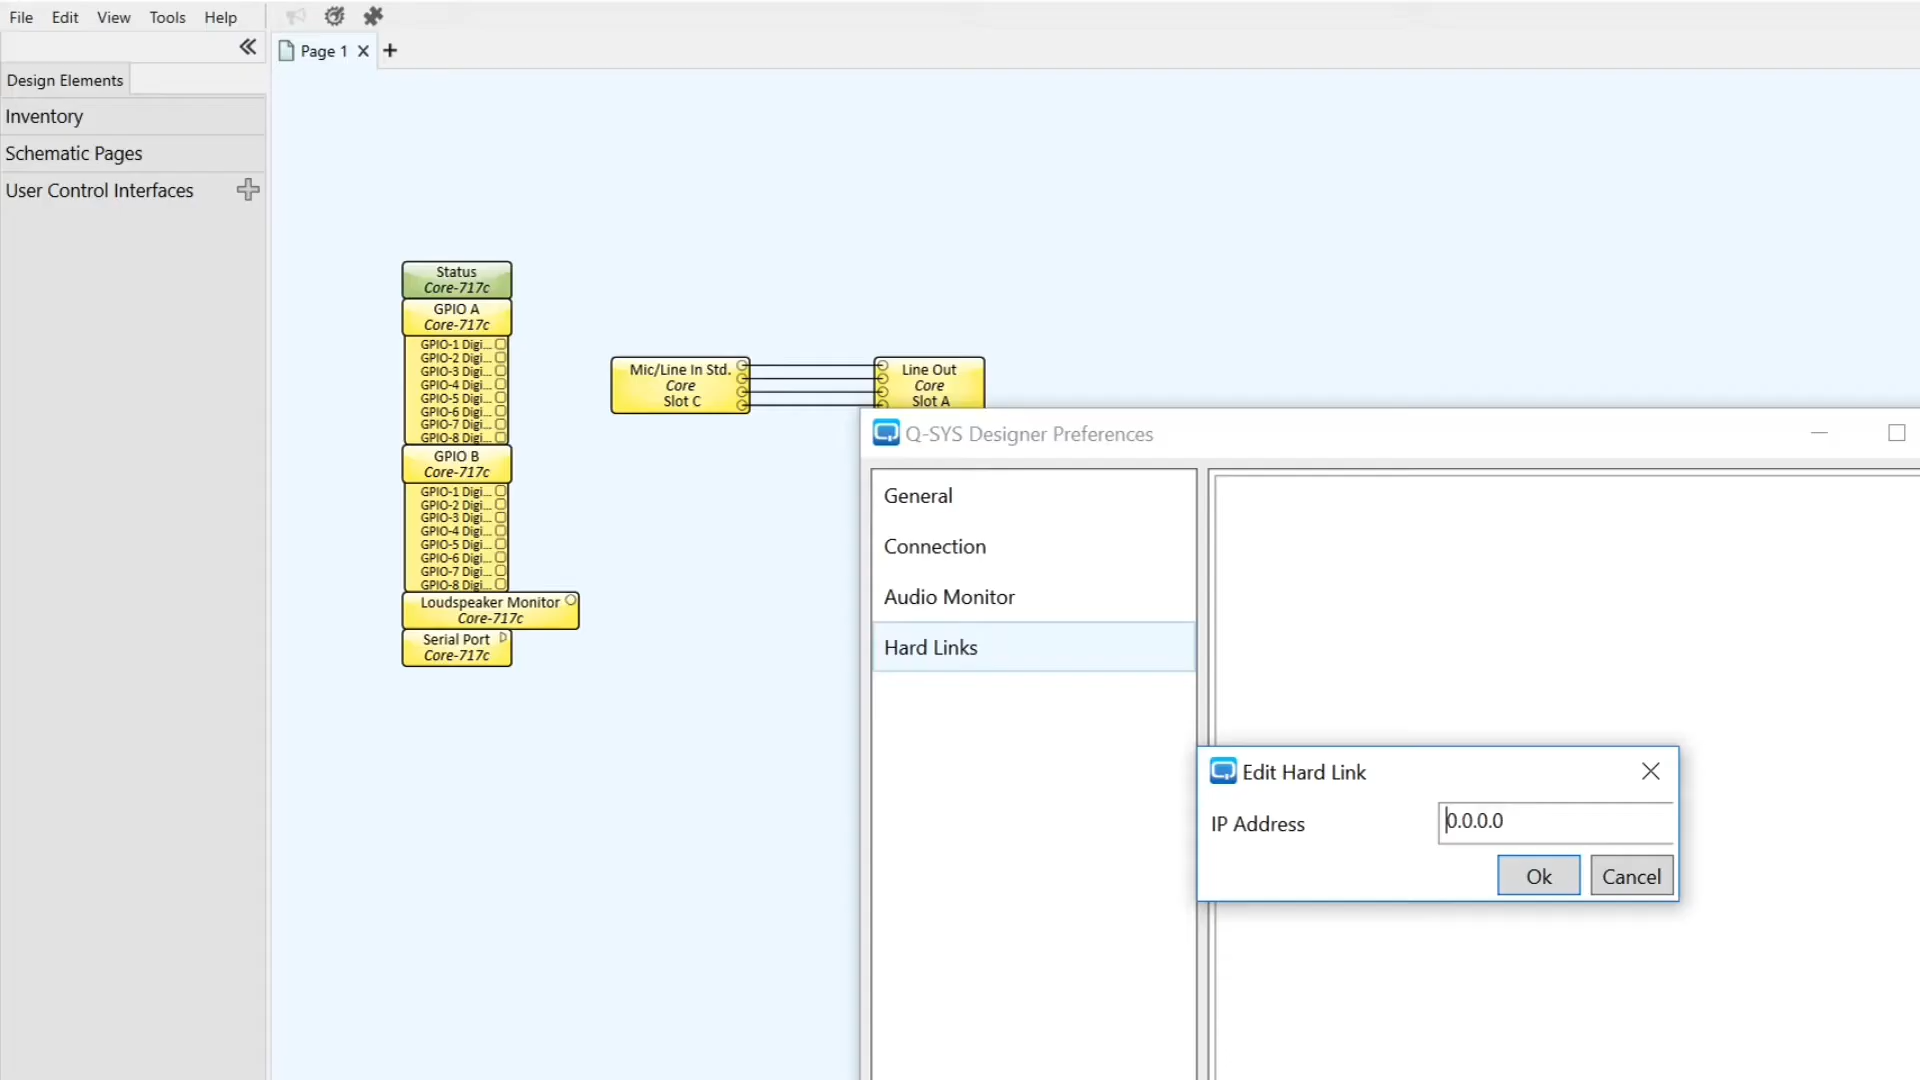 File Edit View Tools Help
Page 1
Design Elements
Inventory
Schematic Pages
User Control Interfaces
Status
Core-717c
GPIO A
Core-717c
GPIO-1 Digi...
GPIO-2 Digi...
GPIO-3 Digi...
GPIO-4 Digi...
GPIO-5 Digi...
GPIO-6 Digi...
GPIO-7 Digi...
GPIO-8 Digi...
GPIO B
Core-717c
GPIO-1 Digi...
GPIO-2 Digi...
GPIO-3 Digi...
GPIO-4 Digi...
GPIO-5 Digi...
GPIO-6 Digi...
GPIO-7 Digi...
GPIO-8 Digi...
Loudspeaker Monitor
Core-717c
Serial Port
Core-717c
Mic/Line In Std.
Core
Slot C
Line Out
Core
Slot A
Q-SYS Designer Preferences
General
Connection
Audio Monitor
Hard Links
Edit Hard Link
IP Address 0.0.0.0
Ok Cancel